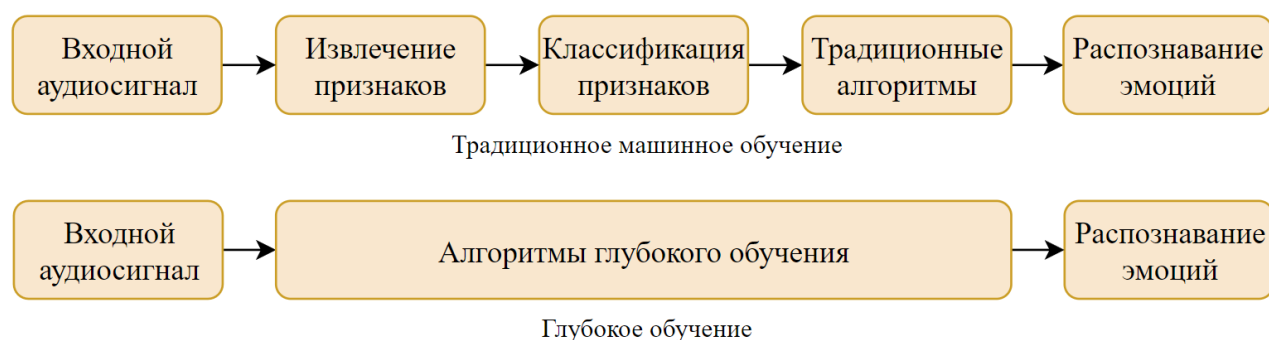 Входной
аудиосигнал
Извлечение
признаков
Классификация
признаков
Традиционные
алгоритмы
Распознавание
эмоций
Традиционное машинное обучение
Входной
аудиосигнал
Алгоритмы глубокого обучения
Распознавание
эмоций
Глубокое обучение